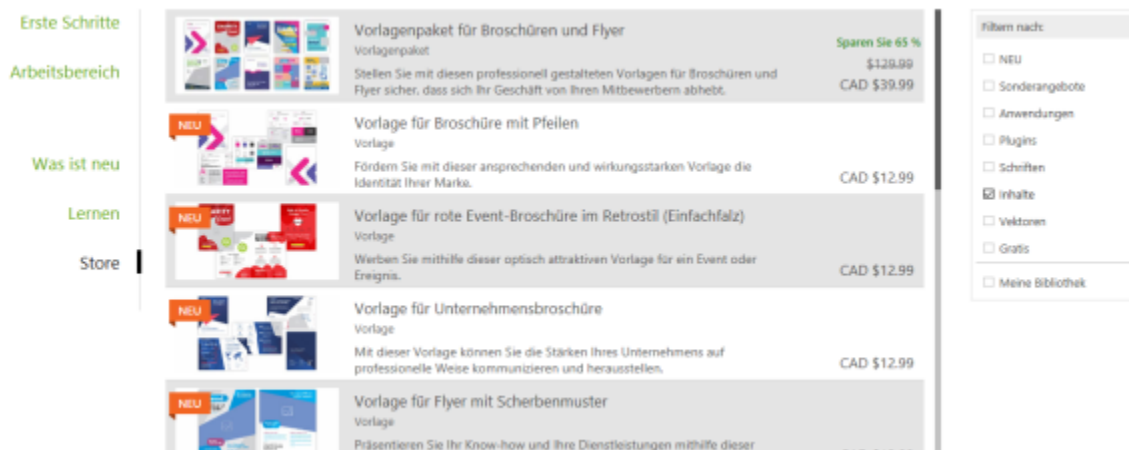 Erste Schritte
Arbeitsbereich
Was ist neu
Lernen
Store
Vorlagenpaket für Broschüren und Flyer
Vorlagenpaket
Stellen Sie mit diesen professionell gestalteten Vorlagen für Broschüren und
Flyer sicher, dass sich Ihr Geschäft von Ihren Mitbewerbern abhebt.
Sparen Sie 65 %
$129.99
CAD $39.99
NEU
Vorlage für Broschüre mit Pfeilen
Vorlage
Fördern Sie mit dieser ansprechenden und wirkungsstarken Vorlage die
Identität Ihrer Marke.
CAD $12.99
NEU
Vorlage für rote Event-Broschüre im Retrostil (Einfachfalz)
Vorlage
Werben Sie mithilfe dieser optisch attraktiven Vorlage für ein Event oder
Ereignis.
CAD $12.99
NEU
Vorlage für Unternehmensbroschüre
Vorlage
Mit dieser Vorlage können Sie die Stärken Ihres Unternehmens auf
professionelle Weise kommunizieren und herausstellen.
CAD $12.99
NEU
Vorlage für Flyer mit Scherbenmuster
Vorlage
Präsentieren Sie Ihr Know-how und Ihre Dienstleistungen mithilfe dieser
Filtern nach:
NEU
Sonderangebote
Anwendungen
Plugins
Schriften
Inhalte
Vektoren
Gratis
Meine Bibliothek